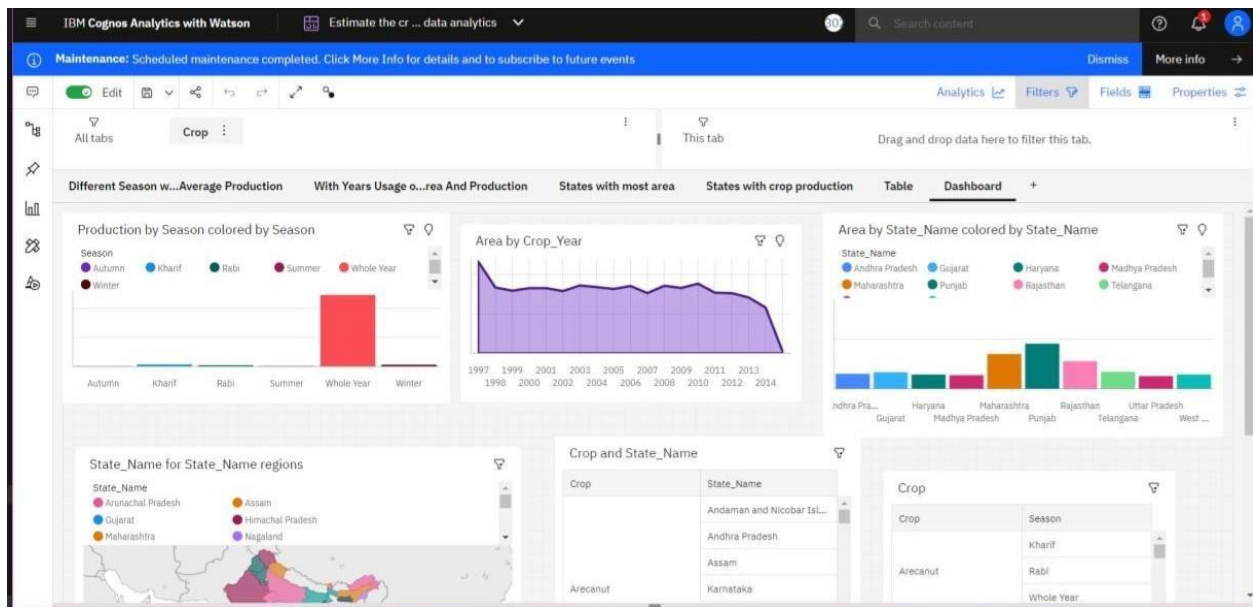 IBM Cognos Analytics with Watson
Estimate the cr ... data analytics
30
Search content
Maintenance: Scheduled maintenance completed. Click More Info for details and to subscribe to future events
Dismiss
More info
Edit
Analytics
Filters
Fields
Properties
All tabs
Crop
This tab
Drag and drop data here to filter this tab.
Different Season w...Average Production
With Years Usage o...rea And Production
States with most area
States with crop production
Table
Dashboard
Production by Season colored by Season
Season
Autumn Kharif Rabi Summer Whole Year
Winter
Autumn Kharif Rabi Summer Whole Year Winter
Area by Crop_Year
1997 1999 2001 2003 2005 2007 2009 2011 2013
1998 2000 2002 2004 2006 2008 2010 2012 2014
Area by State_Name colored by State_Name
State_Name
Andhra Pradesh Gujarat Haryana Madhya Pradesh
Maharashtra Punjab Rajasthan Telangana
ndhra Pra... Haryana Maharashtra Rajasthan Uttar Pradesh
Gujarat Madhya Pradesh Punjab Telangana West ...
State_Name for State_Name regions
State_Name
Arunachal Pradesh Assam
Gujarat Himachal Pradesh
Maharashtra Nagaland
Crop and State_Name
Crop State_Name
Andaman and Nicobar Isl...
Andhra Pradesh
Assam
Arecanut Karnataka
Crop
Crop Season
Kharif
Arecanut Rabi
Whole Year